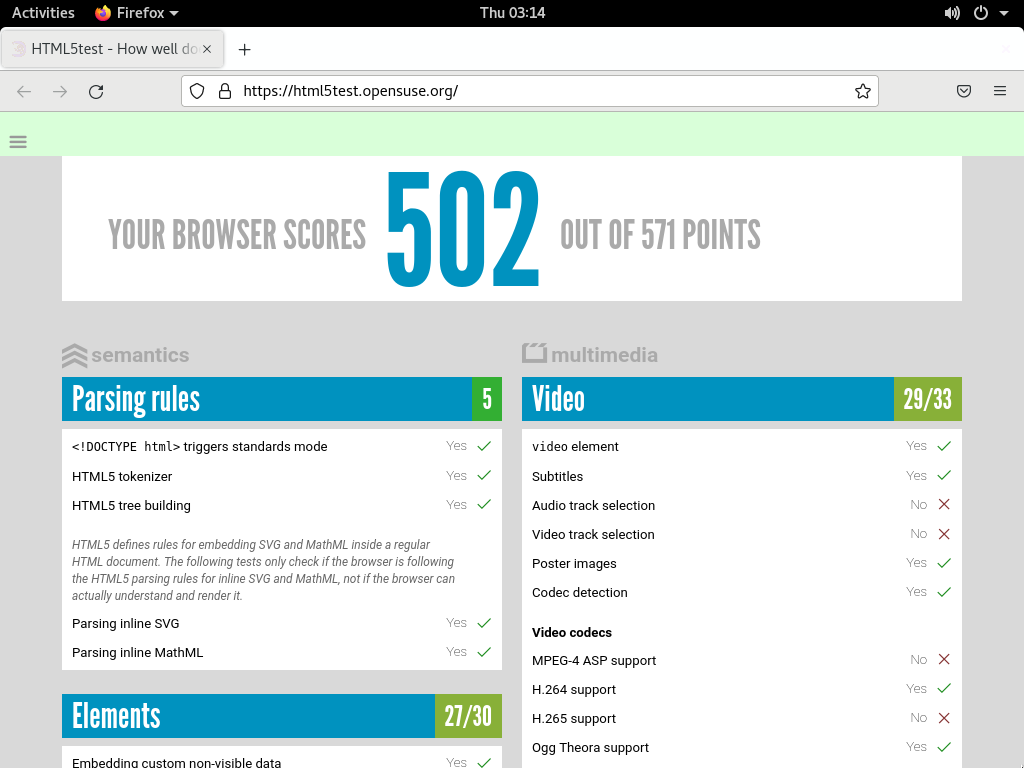 Activities Firefox Thu 03:14
HTML5test - How well do
https://html5test.opensuse.org/
YOUR BROWSER SCORES 502 OUT OF 571 POINTS
semantics
Parsing rules 5
<!DOCTYPE html> triggers standards mode Yes
HTML5 tokenizer Yes
HTML5 tree building Yes
HTML5 defines rules for embedding SVG and MathML inside a regular
HTML document. The following tests only check if the browser is following
the HTML5 parsing rules for inline SVG and MathML, not if the browser can
actually understand and render it.
Parsing inline SVG Yes
Parsing inline MathML Yes
Elements 27/30
Embedding custom non-visible data Yes
multimedia
Video 29/33
video element Yes
Subtitles Yes
Audio track selection No
Video track selection No
Poster images Yes
Codec detection Yes
Video codecs
MPEG-4 ASP support No
H.264 support Yes
H.265 support No
Ogg Theora support Yes